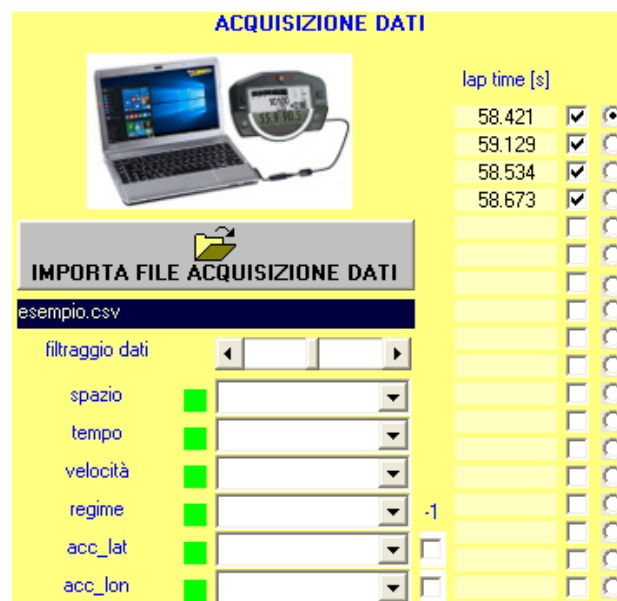 ACQUISIZIONE DATI
lap time [s]
58.421
59.129
58.534
58.673
IMPORTA FILE ACQUISIZIONE DATI
esempio.csv
filtraggio dati
spazio
tempo
velocità
regime
-1
acc_lat
acc_lon